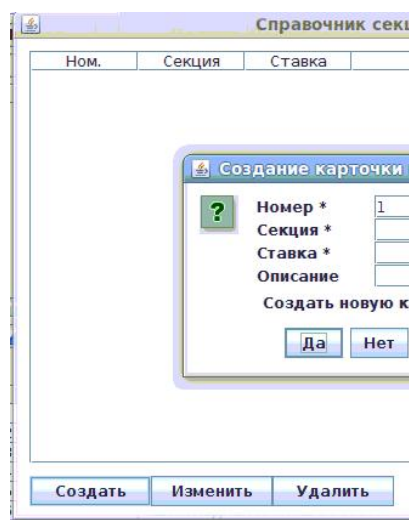 Справочник секц
Ном. Секция Ставка
Создание карточки
Номер * 1
Секция *
Ставка *
Описание
Создать новую к
Да Нет
Создать Изменить Удалить